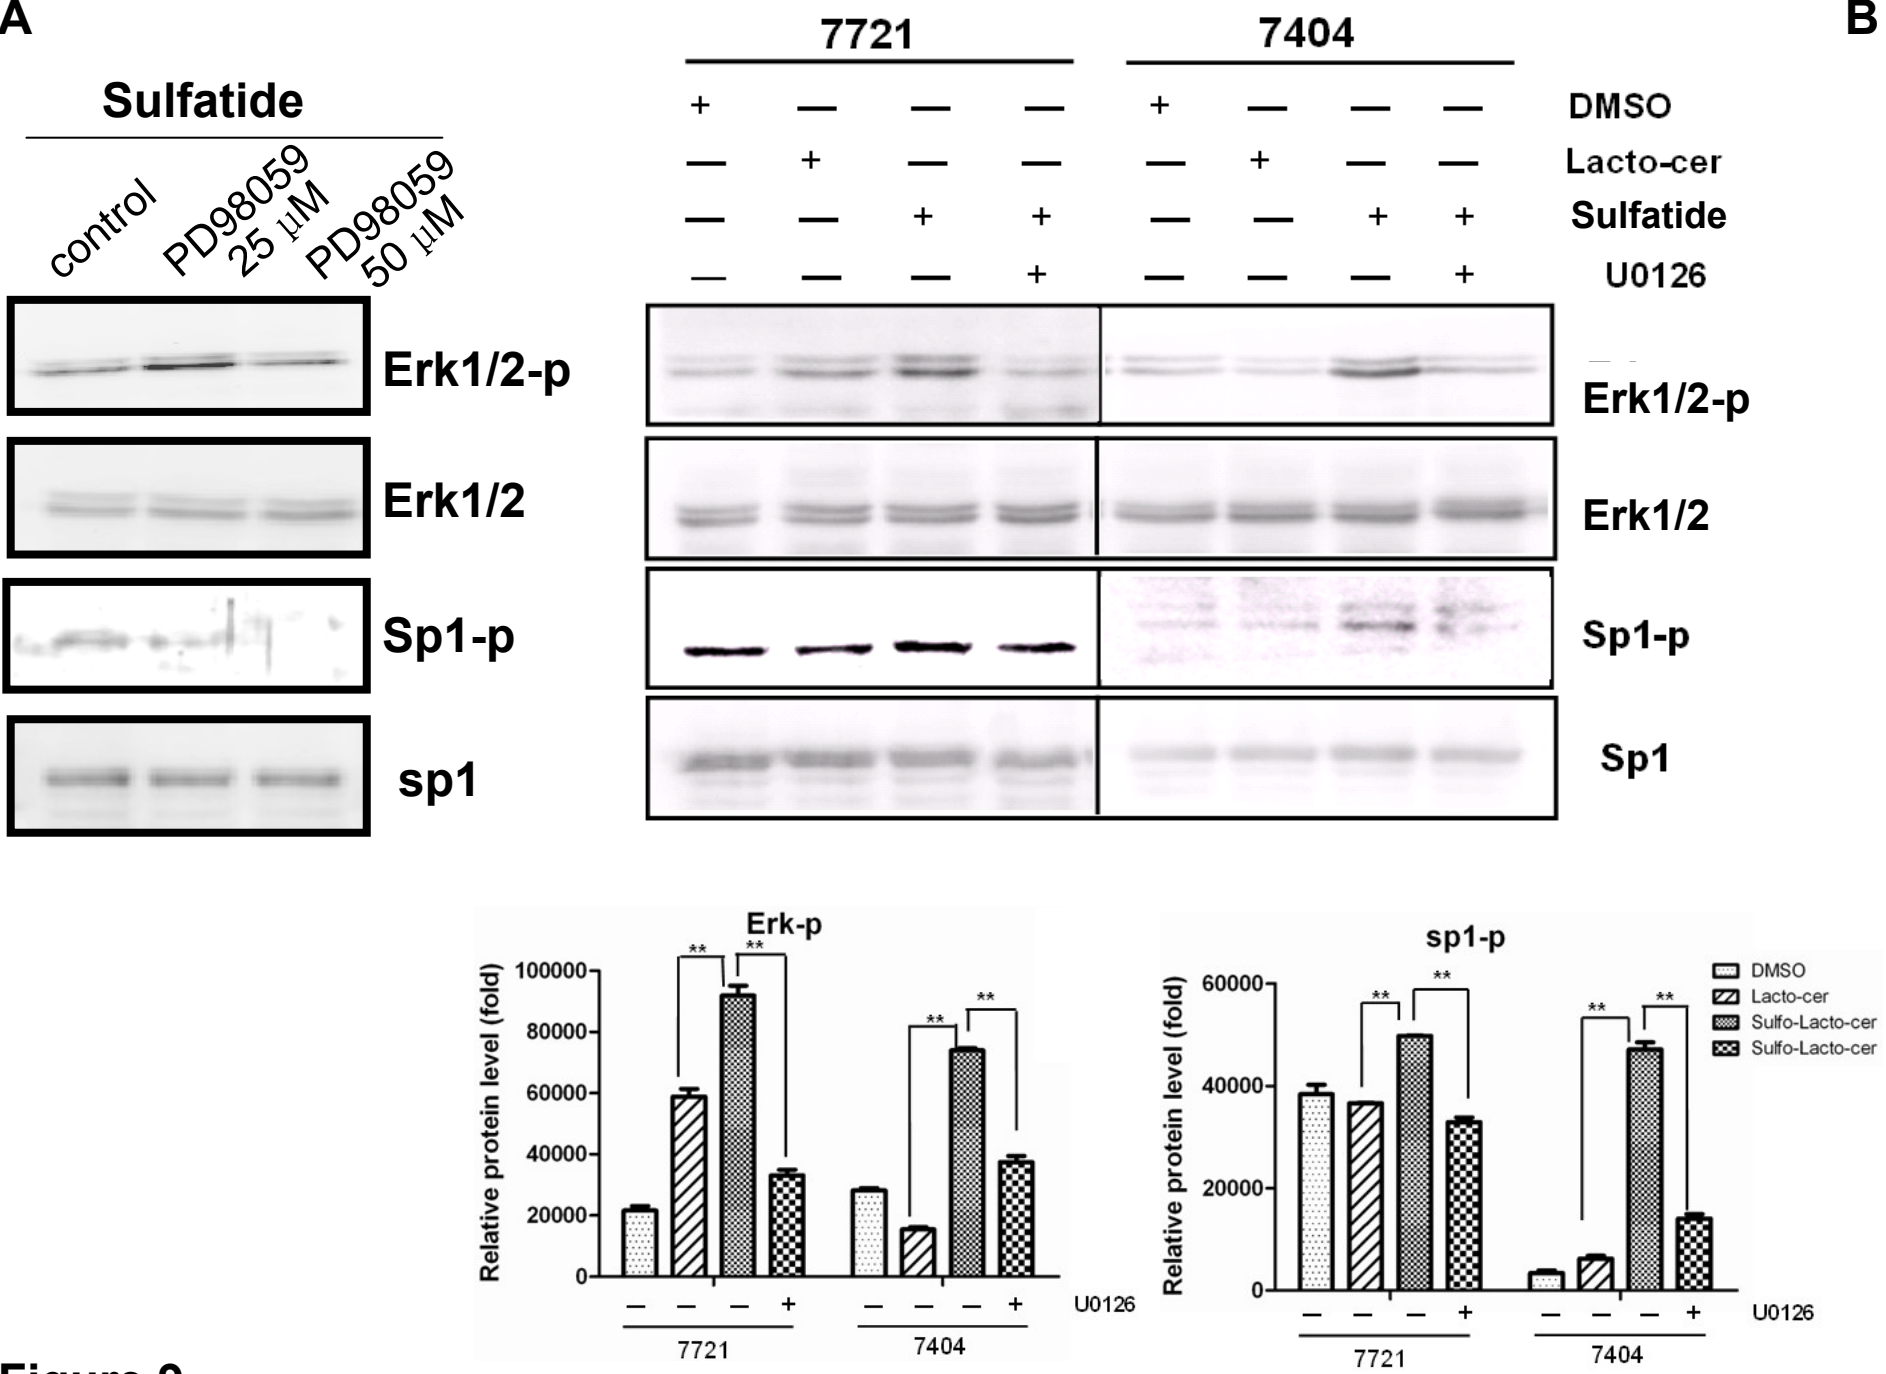 A
B
7721 7404
Sulfatide
control
PD98059
25 µM
PD98059
50 µM
+ — — — + — — — DMSO
— + — — — + — — Lacto-cer
— — + + — — + + Sulfatide
— — — + — — — + U0126
Erk1/2-p
Erk1/2
Sp1-p
sp1
Erk1/2-p
Erk1/2
Sp1-p
Sp1
Erk-p
Relative protein level (fold)
100000
80000
60000
40000
20000
0
** **
** **
— — — + — — — + U0126
7721 7404
sp1-p
Relative protein level (fold)
60000
40000
20000
0
** **
** **
— — — + — — — + U0126
7721 7404
DMSO
Lacto-cer
Sulfo-Lacto-cer
Sulfo-Lacto-cer